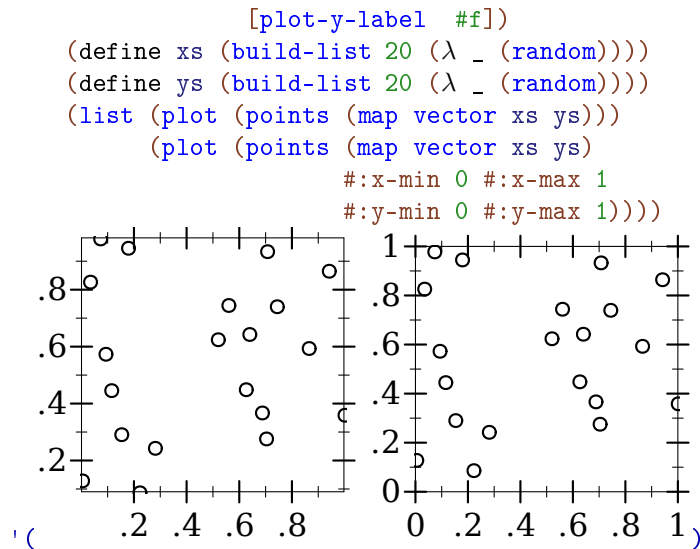 [plot-y-label #f])
(define xs (build-list 20 (λ _ (random))))
(define ys (build-list 20 (λ _ (random))))
(list (plot (points (map vector xs ys)))
(plot (points (map vector xs ys)
#:x-min 0 #:x-max 1
#:y-min 0 #:y-max 1))))
.8
.6
.4
.2
.2 .4 .6 .8
1
.8
.6
.4
.2
0
0 .2 .4 .6 .8 1
'( )